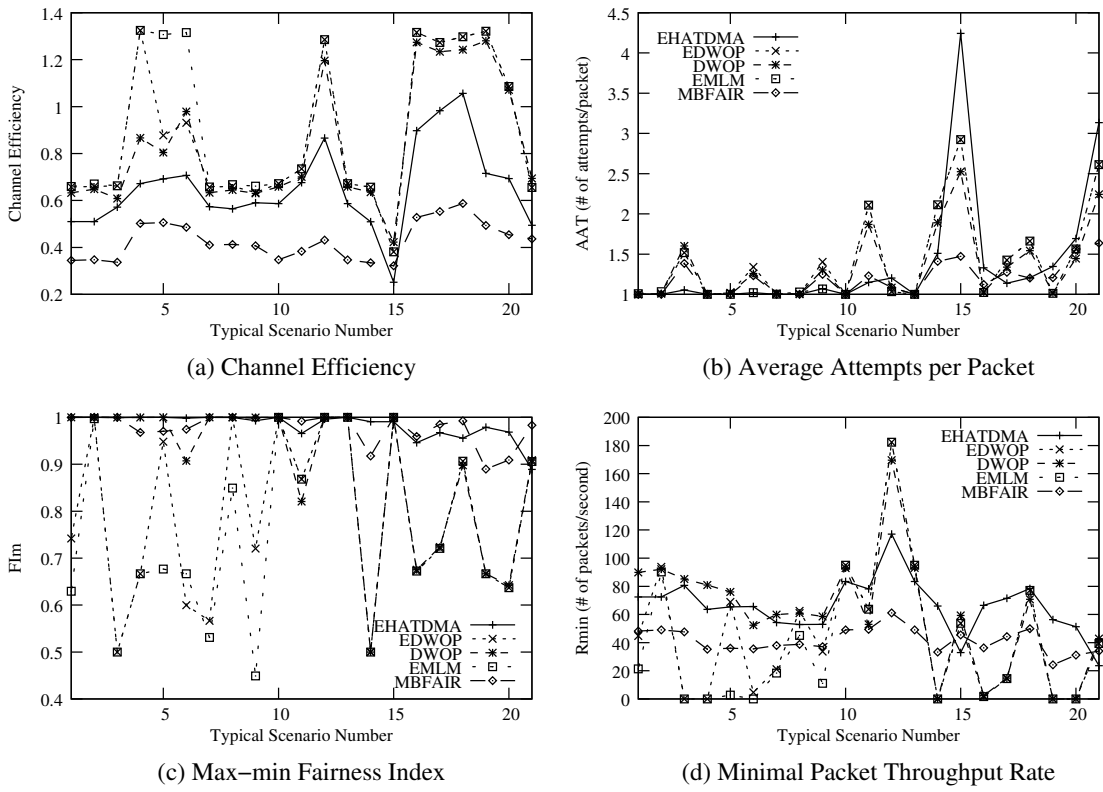 1.4
1.2
1
0.8
0.6
0.4
0.2
Channel Efficiency
5
10
15
20
Typical Scenario Number
(a) Channel Efficiency
4.5
4
3.5
3
2.5
2
1.5
1
AAT (# of attempts/packet)
EHATDMA
EDWOP
DWOP
EMLM
MBFAIR
5
10
15
20
Typical Scenario Number
(b) Average Attempts per Packet
1
0.9
0.8
0.7
0.6
0.5
0.4
FIm
EHATDMA
EDWOP
DWOP
EMLM
MBFAIR
5
10
15
20
Typical Scenario Number
(c) Max−min Fairness Index
200
180
160
140
120
100
80
60
40
20
0
Rmin (# of packets/second)
EHATDMA
EDWOP
DWOP
EMLM
MBFAIR
5
10
15
20
Typical Scenario Number
(d) Minimal Packet Throughput Rate